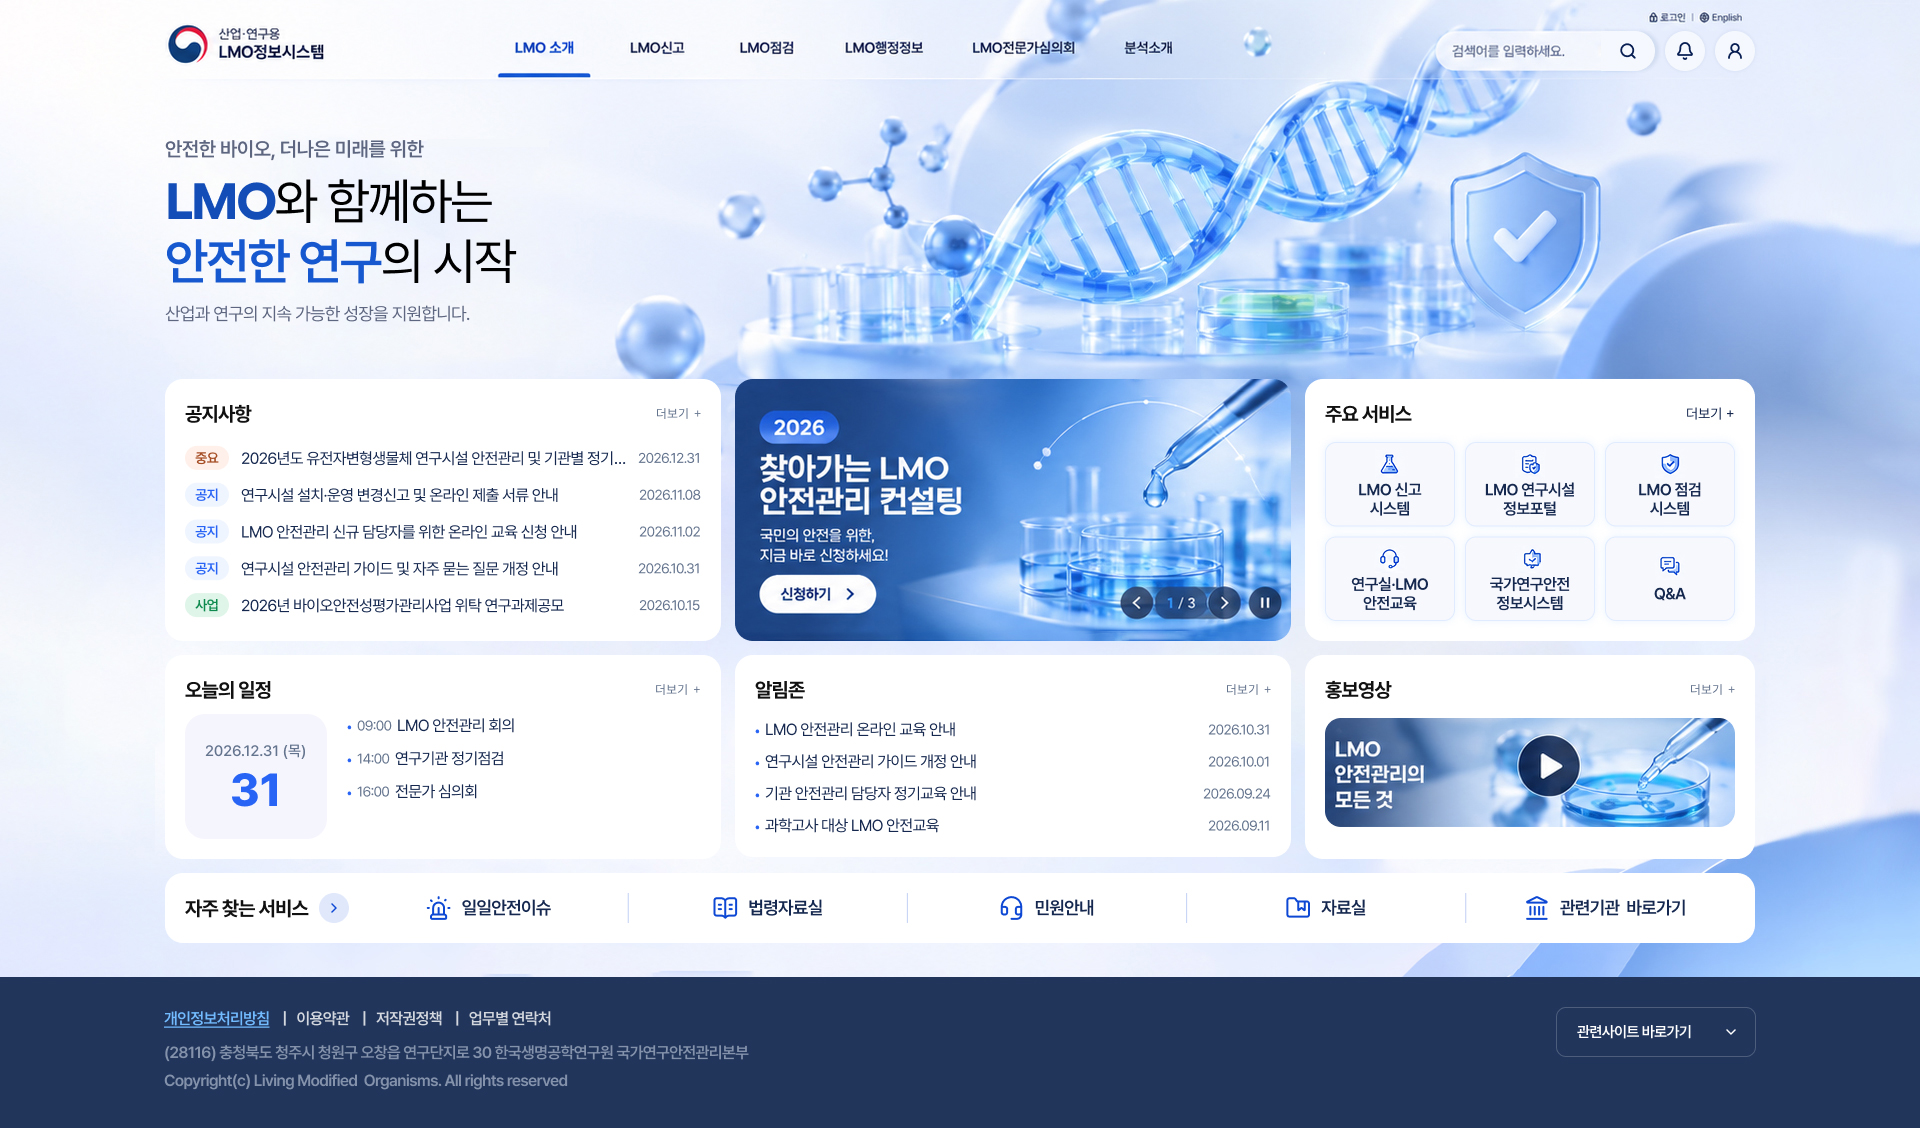 산업·연구용
LMO정보시스템
LMO 소개
LMO신고
LMO점검
LMO행정정보
LMO전문가심의회
분석소개
로그인 | English
검색어를 입력하세요.
안전한 바이오, 더나은 미래를 위한
LMO와 함께하는
안전한 연구의 시작
산업과 연구의 지속 가능한 성장을 지원합니다.
공지사항
더보기 +
중요 2026년도 유전자변형생물체 연구시설 안전관리 및 기관별 정기... 2026.12.31
공지 연구시설 설치·운영 변경신고 및 온라인 제출 서류 안내 2026.11.08
공지 LMO 안전관리 신규 담당자를 위한 온라인 교육 신청 안내 2026.11.02
공지 연구시설 안전관리 가이드 및 자주 묻는 질문 개정 안내 2026.10.31
사업 2026년 바이오안전성평가관리사업 위탁 연구과제공모 2026.10.15
2026
찾아가는 LMO
안전관리 컨설팅
국민의 안전을 위한,
지금 바로 신청하세요!
신청하기
1 / 3
주요 서비스
더보기 +
LMO 신고
시스템
LMO 연구시설
정보포털
LMO 점검
시스템
연구실·LMO
안전교육
국가연구안전
정보시스템
Q&A
오늘의 일정
더보기 +
2026.12.31 (목)
31
09:00 LMO 안전관리 회의
14:00 연구기관 정기점검
16:00 전문가 심의회
알림존
더보기 +
LMO 안전관리 온라인 교육 안내 2026.10.31
연구시설 안전관리 가이드 개정 안내 2026.10.01
기관 안전관리 담당자 정기교육 안내 2026.09.24
과학고사 대상 LMO 안전교육 2026.09.11
홍보영상
더보기 +
LMO
안전관리의
모든 것
자주 찾는 서비스
일일안전이슈
법령자료실
민원안내
자료실
관련기관 바로가기
개인정보처리방침 | 이용약관 | 저작권정책 | 업무별 연락처
(28116) 충청북도 청주시 청원구 오창읍 연구단지로 30 한국생명공학연구원 국가연구안전관리본부
Copyright(c) Living Modified Organisms. All rights reserved
관련사이트 바로가기